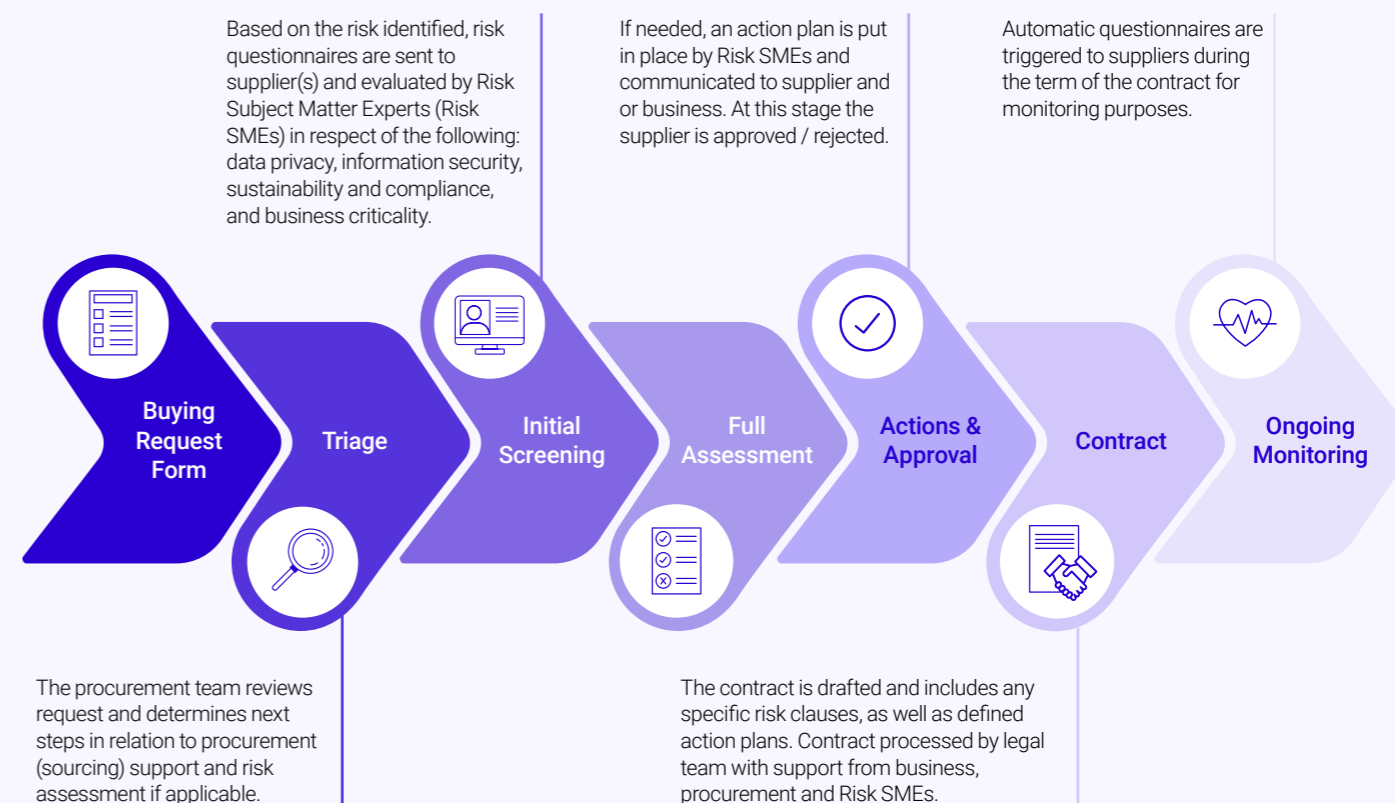 Based on the risk identified, risk
questionnaires are sent to
supplier(s) and evaluated by Risk
Subject Matter Experts (Risk
SMEs) in respect of the following:
data privacy, information security,
sustainability and compliance,
and business criticality.
If needed, an action plan is put
in place by Risk SMEs and
communicated to supplier and
or business. At this stage the
supplier is approved / rejected.
Automatic questionnaires are
triggered to suppliers during
the term of the contract for
monitoring purposes.
Buying
Request
Form
Triage
Initial
Screening
Full
Assessment
Actions &
Approval
Contract
Ongoing
Monitoring
The procurement team reviews
request and determines next
steps in relation to procurement
(sourcing) support and risk
assessment if applicable.
The contract is drafted and includes any
specific risk clauses, as well as defined
action plans. Contract processed by legal
team with support from business,
procurement and Risk SMEs.